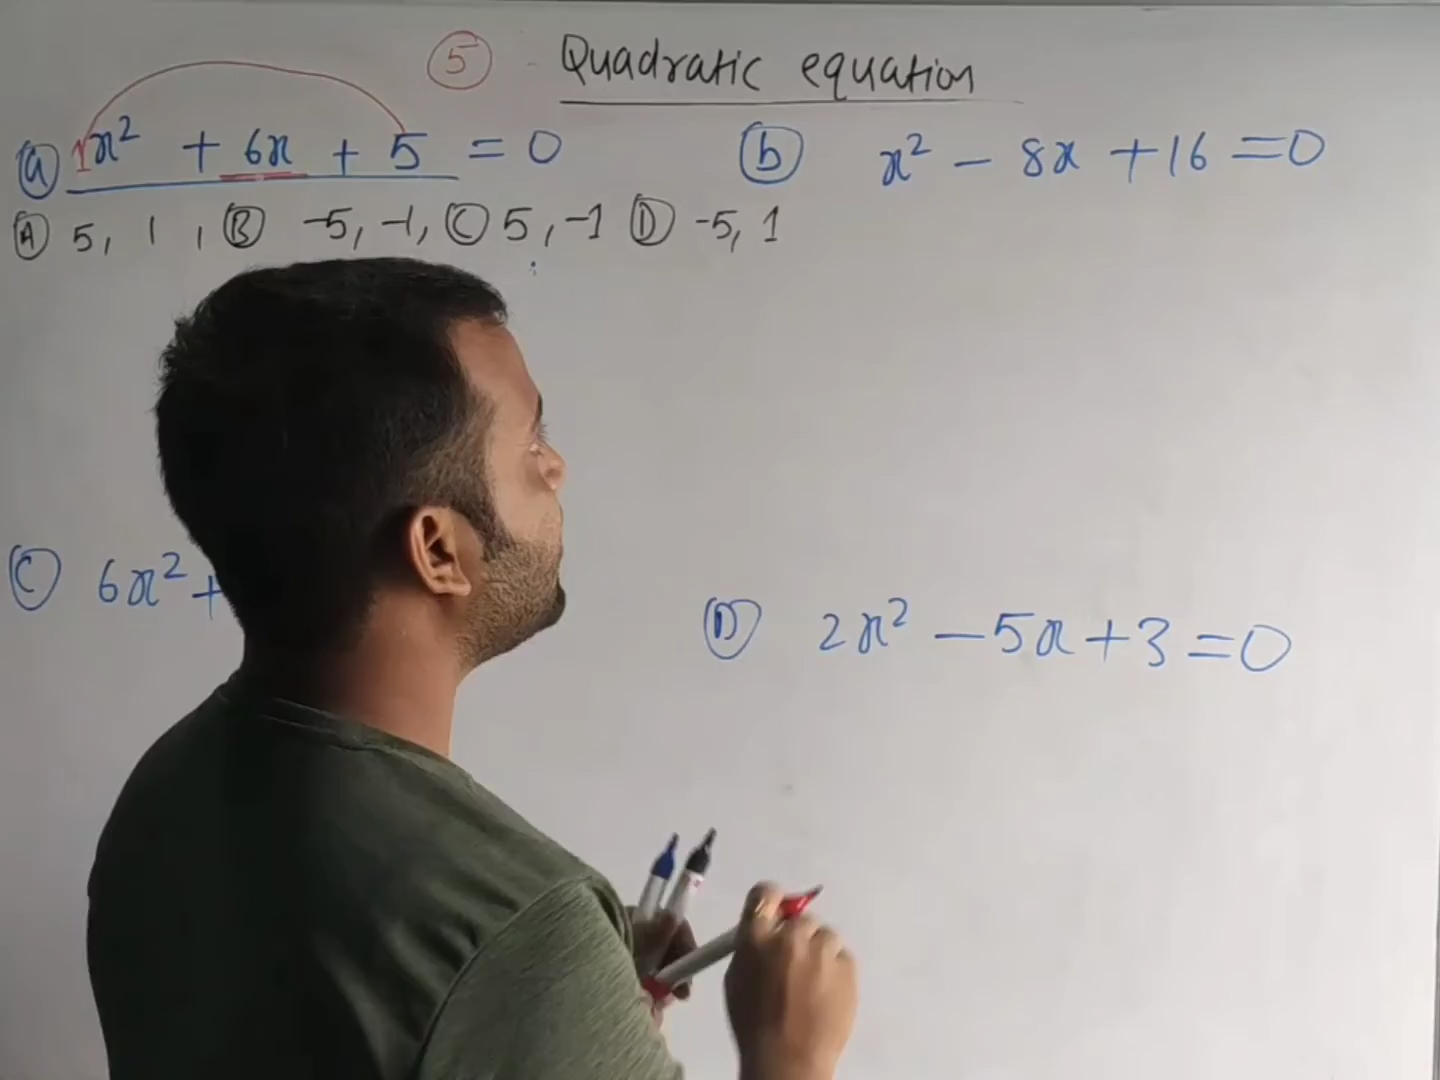 5 Quadratic equation
a 1x² + 6x + 5 = 0
A 5, 1 , B -5, -1, C 5, -1 D -5, 1
b x² - 8x + 16 = 0
C 6x² +
D 2x² - 5x + 3 = 0